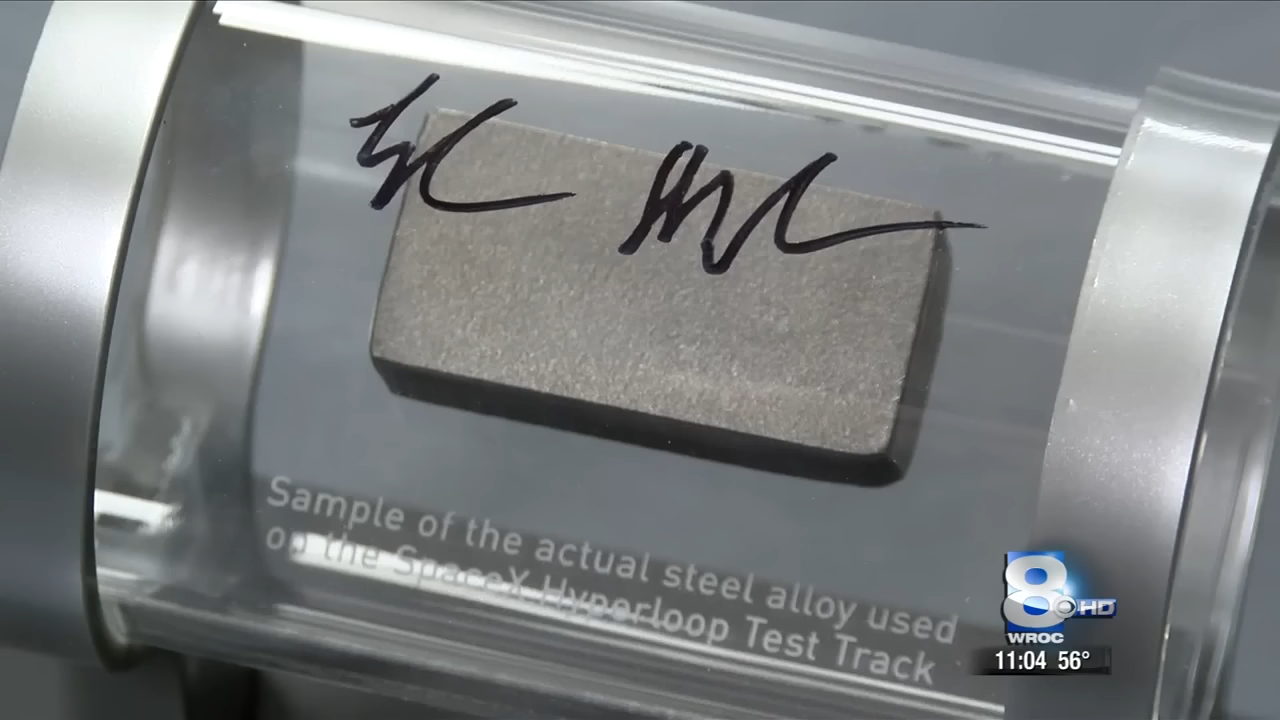 Sample of the actual steel alloy used
on the SpaceX Hyperloop Test Track
8 HD
WROC
11:04 56°